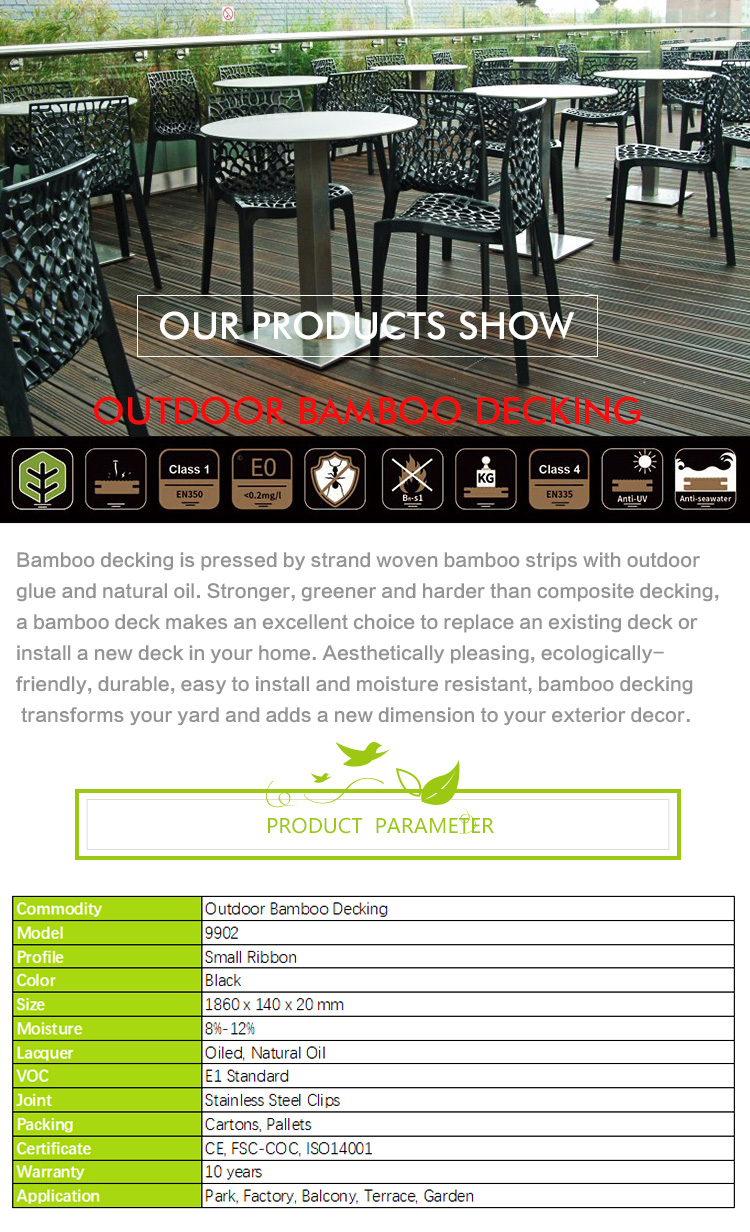 OUR PRODUCTS SHOW
OUTDOOR BAMBOO DECKING
Class 1
EN350
E0
<0.2mg/l
Bfl-s1
KG
Class 4
EN335
Anti-UV
Anti-seawater
Bamboo decking is pressed by strand woven bamboo strips with outdoor
glue and natural oil. Stronger, greener and harder than composite decking,
a bamboo deck makes an excellent choice to replace an existing deck or
install a new deck in your home. Aesthetically pleasing, ecologically-
friendly, durable, easy to install and moisture resistant, bamboo decking
transforms your yard and adds a new dimension to your exterior decor.
PRODUCT PARAMETER
Commodity Outdoor Bamboo Decking
Model 9902
Profile Small Ribbon
Color Black
Size 1860 x 140 x 20 mm
Moisture 8%-12%
Lacquer Oiled, Natural Oil
VOC E1 Standard
Joint Stainless Steel Clips
Packing Cartons, Pallets
Certificate CE, FSC-COC, ISO14001
Warranty 10 years
Application Park, Factory, Balcony, Terrace, Garden